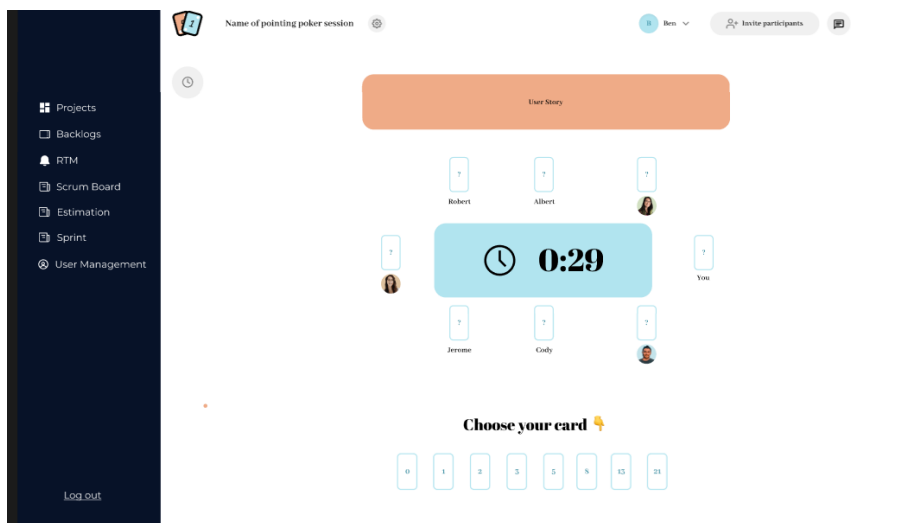 1
Name of pointing poker session
B
Ben
Invite participants
Projects
Backlogs
RTM
Scrum Board
Estimation
Sprint
User Management
Log out
User Story
? ? ?
Robert Albert
? 0:29 ?
You
? ? ?
Jerome Cody
Choose your card 👇
0 1 2 3 5 8 13 21